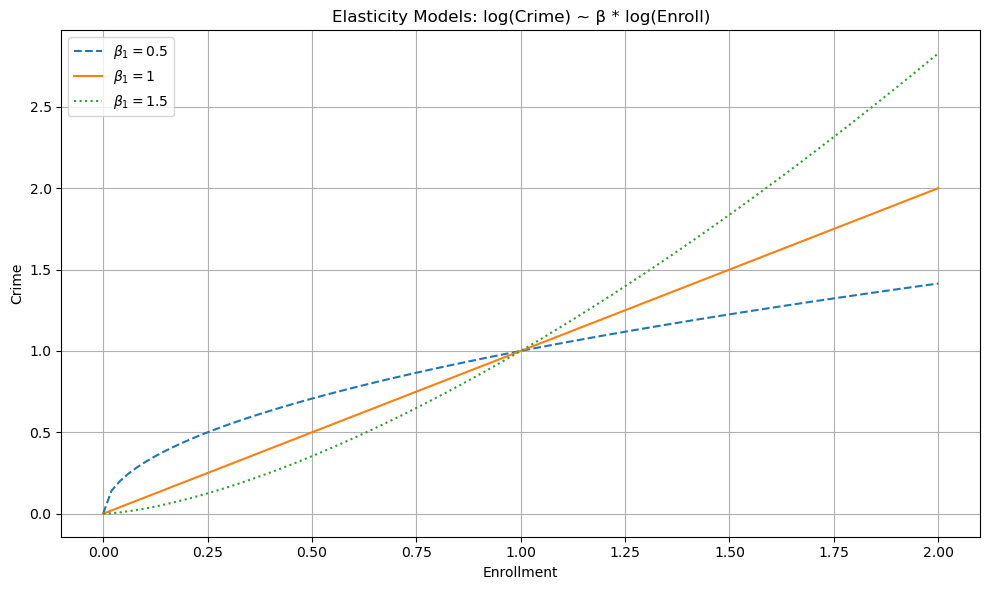 Elasticity Models: log(Crime) ~ β * log(Enroll)
β₁ = 0.5
β₁ = 1
β₁ = 1.5
Crime
2.5
2.0
1.5
1.0
0.5
0.0
0.00 0.25 0.50 0.75 1.00 1.25 1.50 1.75 2.00
Enrollment